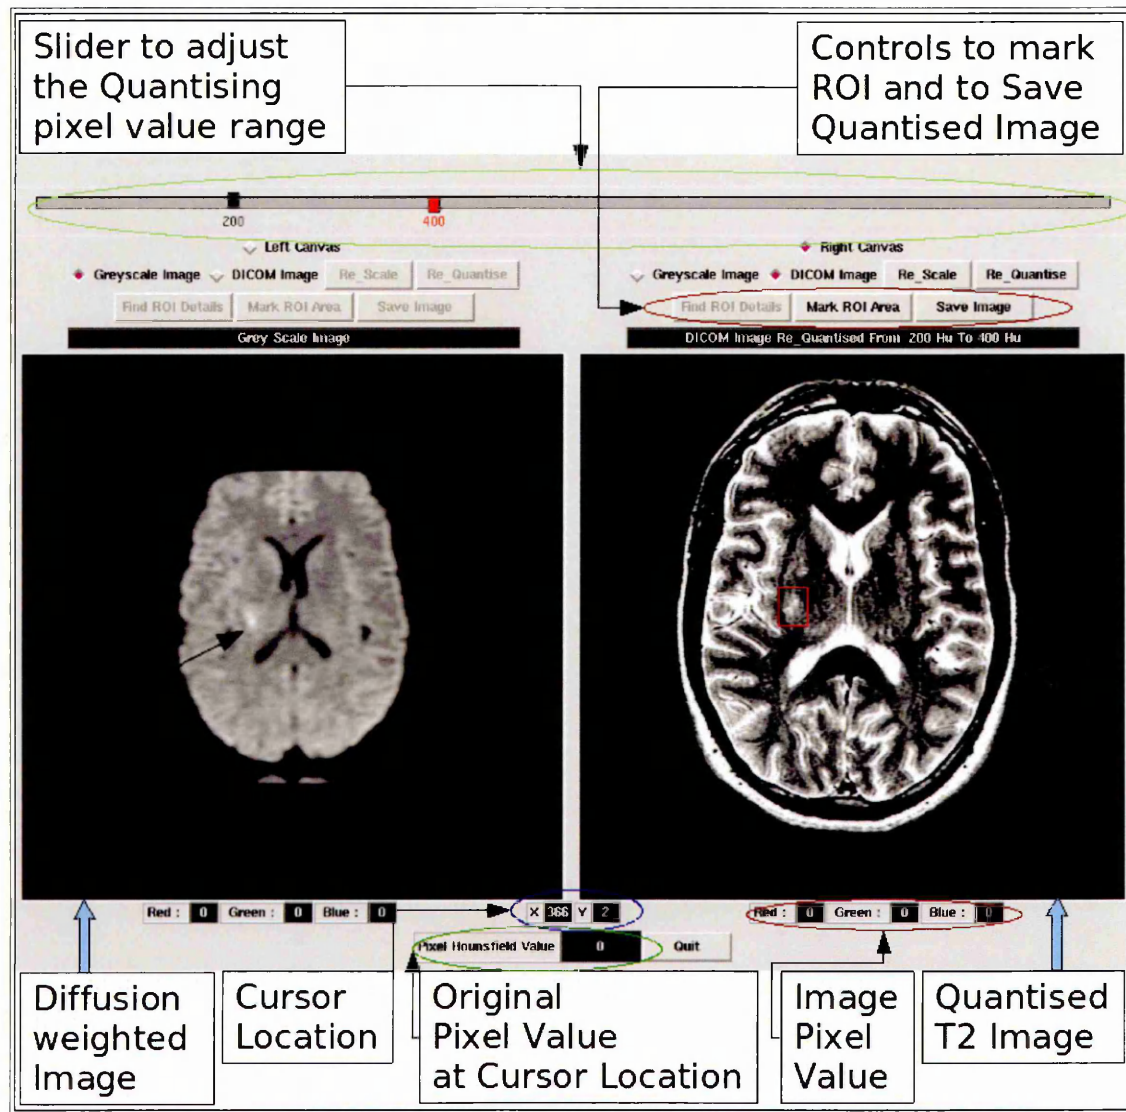 Slider to adjust
the Quantising
pixel value range
Controls to mark
ROI and to Save
Quantised Image
200
400
Left Canvas
Right Canvas
Greyscale Image DICOM Image Re_Scale Re_Quantise
Greyscale Image DICOM Image Re_Scale Re_Quantise
Find ROI Details Mark ROI Area Save Image
Find ROI Details Mark ROI Area Save Image
Grey Scale Image
DICOM Image Re_Quantised From 200 Hu To 400 Hu
Red : 0 Green : 0 Blue : 0
X 366 Y 2
Red : 0 Green : 0 Blue : 0
Pixel Hounsfield Value 0 Quit
Diffusion
weighted
Image
Cursor
Location
Original
Pixel Value
at Cursor Location
Image
Pixel
Value
Quantised
T2 Image